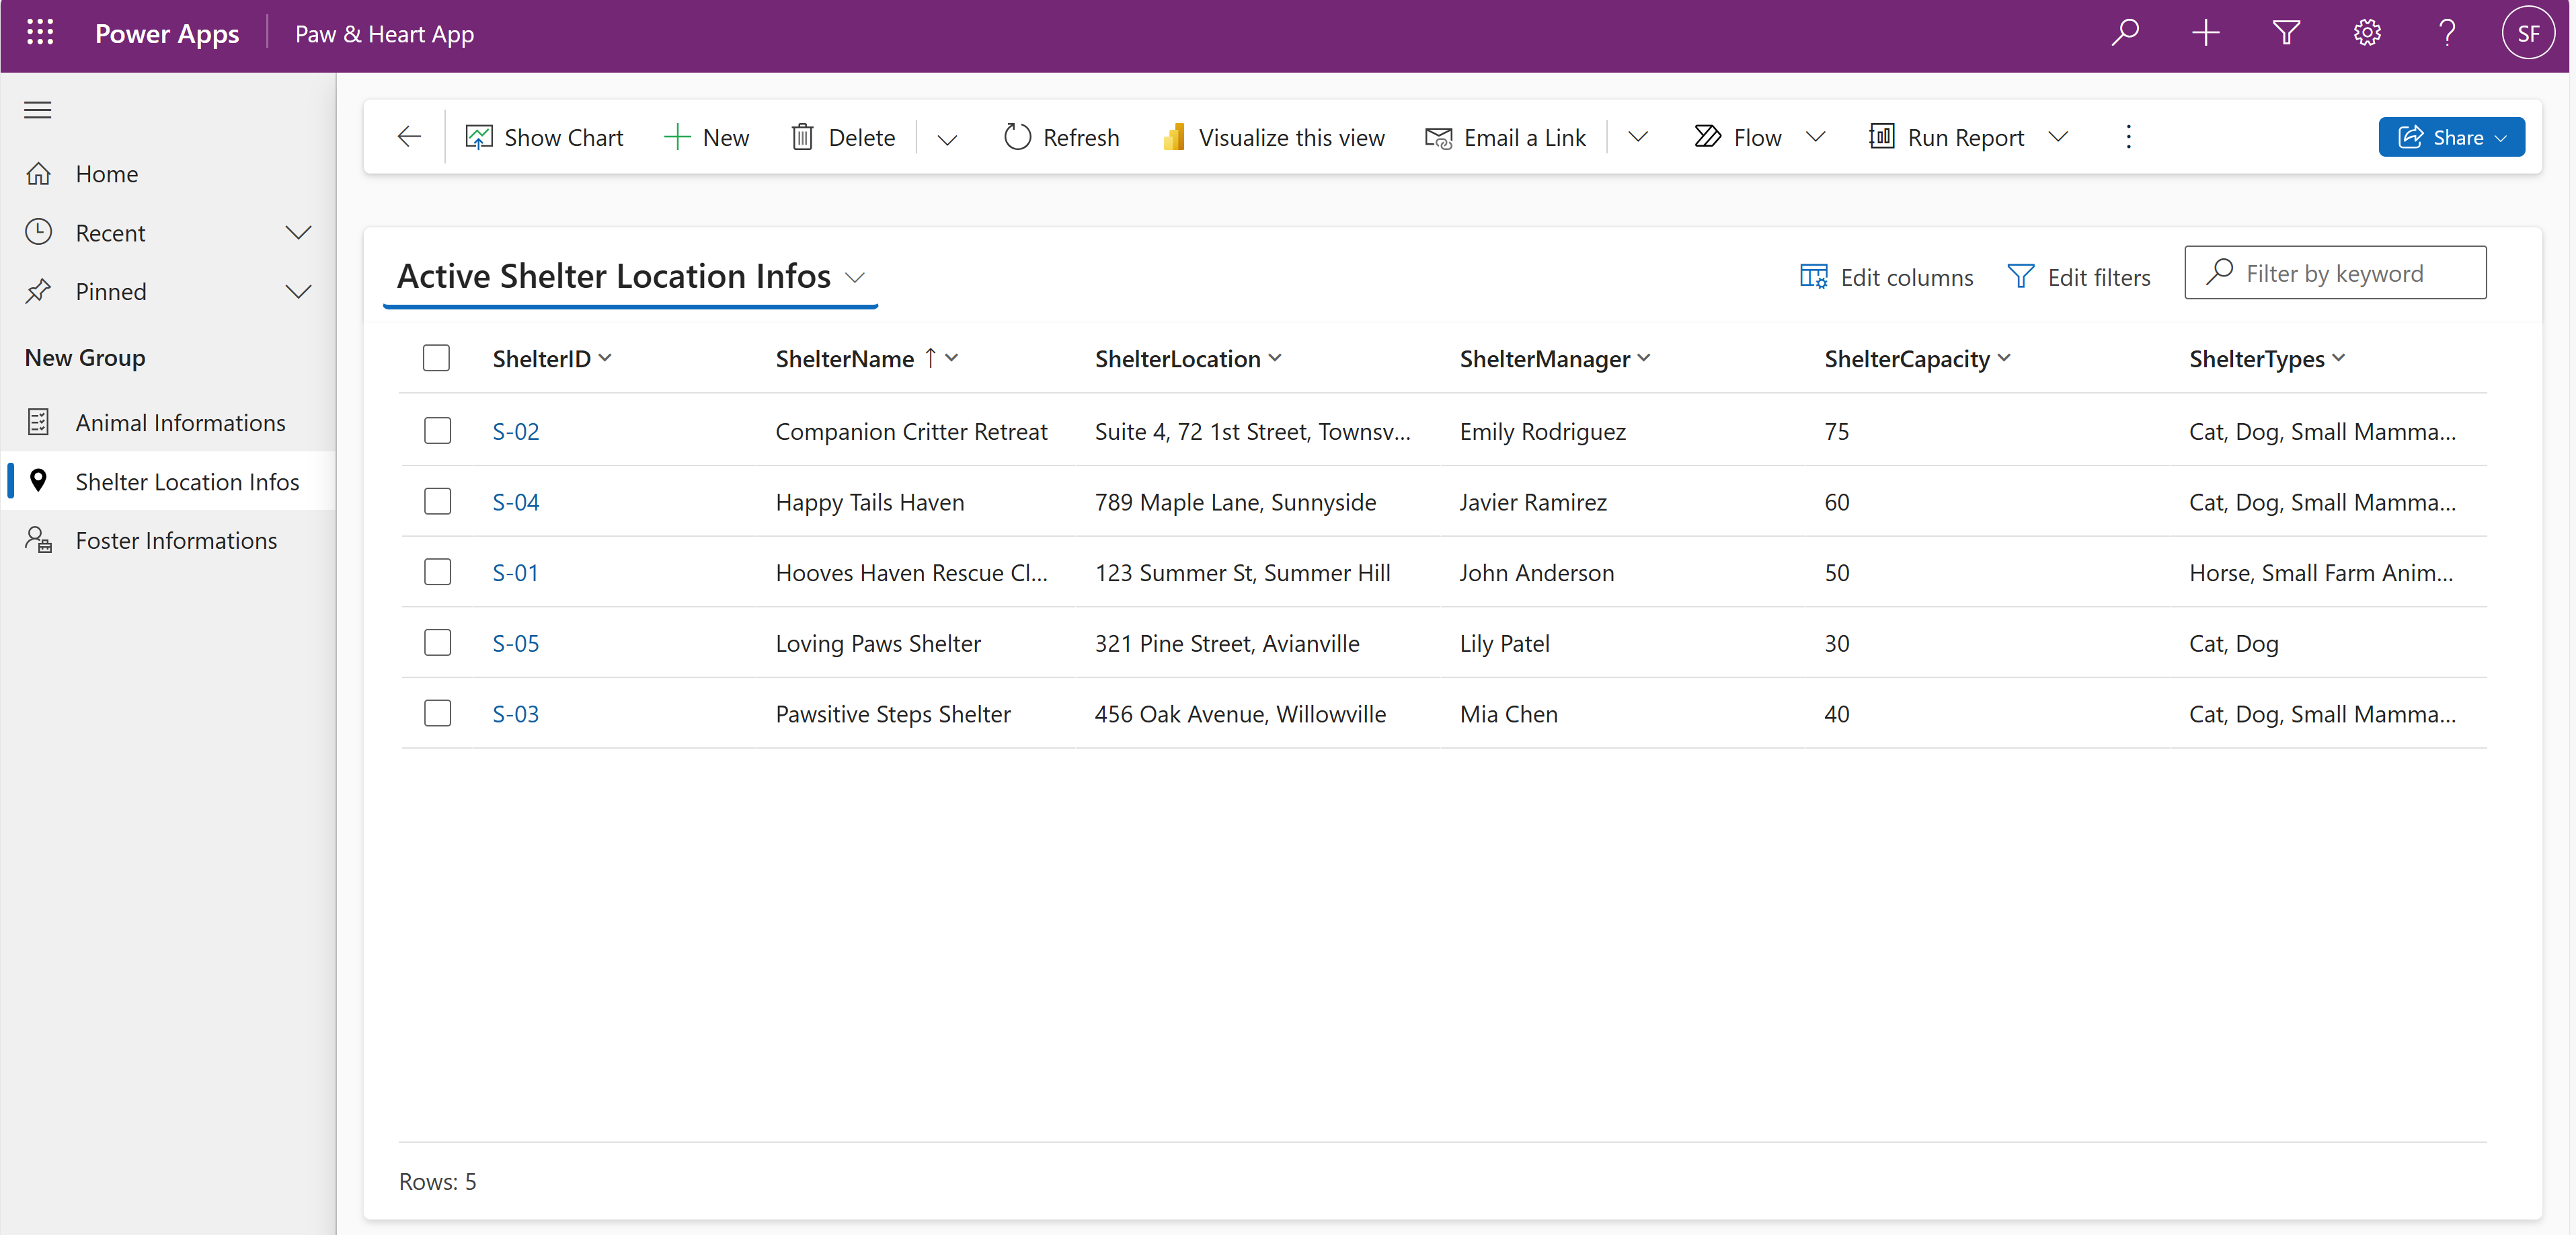 Power Apps Paw & Heart App SF
Show Chart New Delete Refresh Visualize this view Email a Link Flow Run Report Share
Home
Recent
Pinned
New Group
Animal Informations
Shelter Location Infos
Foster Informations
Active Shelter Location Infos Edit columns Edit filters Filter by keyword
ShelterID ShelterName ↑ ShelterLocation ShelterManager ShelterCapacity ShelterTypes
S-02 Companion Critter Retreat Suite 4, 72 1st Street, Townsv... Emily Rodriguez 75 Cat, Dog, Small Mamma...
S-04 Happy Tails Haven 789 Maple Lane, Sunnyside Javier Ramirez 60 Cat, Dog, Small Mamma...
S-01 Hooves Haven Rescue Cl... 123 Summer St, Summer Hill John Anderson 50 Horse, Small Farm Anim...
S-05 Loving Paws Shelter 321 Pine Street, Avianville Lily Patel 30 Cat, Dog
S-03 Pawsitive Steps Shelter 456 Oak Avenue, Willowville Mia Chen 40 Cat, Dog, Small Mamma...
Rows: 5